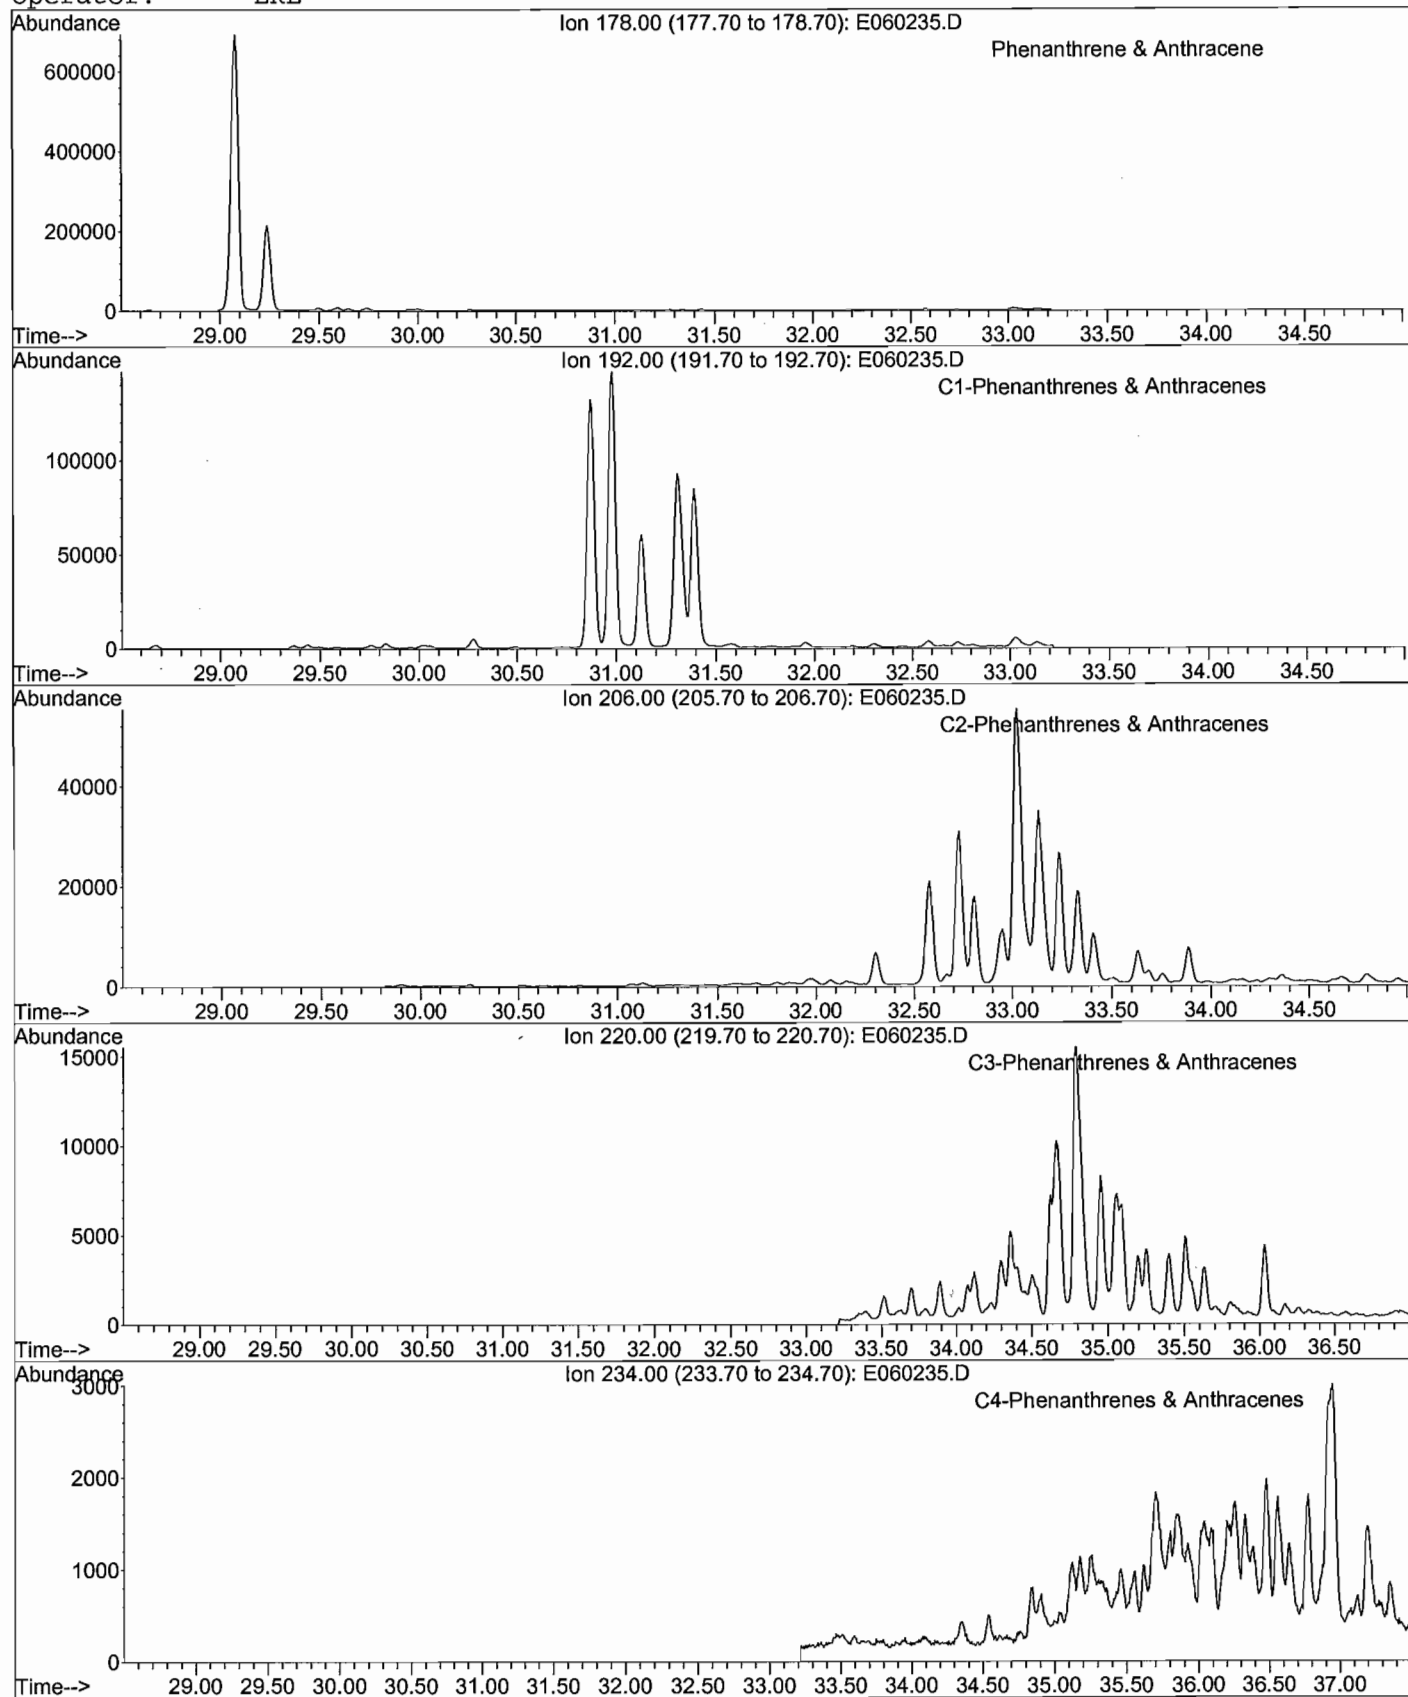 Operator: ERL
Abundance
Ion 178.00 (177.70 to 178.70): E060235.D
Phenanthrene & Anthracene
600000
400000
200000
0
Time--> 29.00 29.50 30.00 30.50 31.00 31.50 32.00 32.50 33.00 33.50 34.00 34.50
Abundance
Ion 192.00 (191.70 to 192.70): E060235.D
C1-Phenanthrenes & Anthracenes
100000
50000
0
Time--> 29.00 29.50 30.00 30.50 31.00 31.50 32.00 32.50 33.00 33.50 34.00 34.50
Abundance
Ion 206.00 (205.70 to 206.70): E060235.D
C2-Phenanthrenes & Anthracenes
40000
20000
0
Time--> 29.00 29.50 30.00 30.50 31.00 31.50 32.00 32.50 33.00 33.50 34.00 34.50
Abundance
Ion 220.00 (219.70 to 220.70): E060235.D
15000
C3-Phenanthrenes & Anthracenes
10000
5000
0
Time--> 29.00 29.50 30.00 30.50 31.00 31.50 32.00 32.50 33.00 33.50 34.00 34.50 35.00 35.50 36.00 36.50
Abundance
Ion 234.00 (233.70 to 234.70): E060235.D
3000
C4-Phenanthrenes & Anthracenes
2000
1000
0
Time--> 29.00 29.50 30.00 30.50 31.00 31.50 32.00 32.50 33.00 33.50 34.00 34.50 35.00 35.50 36.00 36.50 37.00